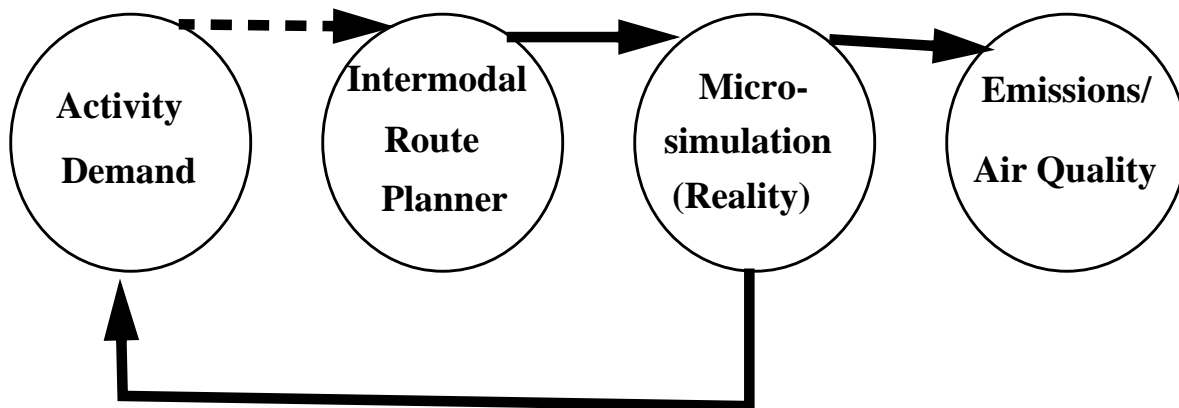 Activity
Demand
Intermodal
Route
Planner
Micro-
simulation
(Reality)
Emissions/
Air Quality